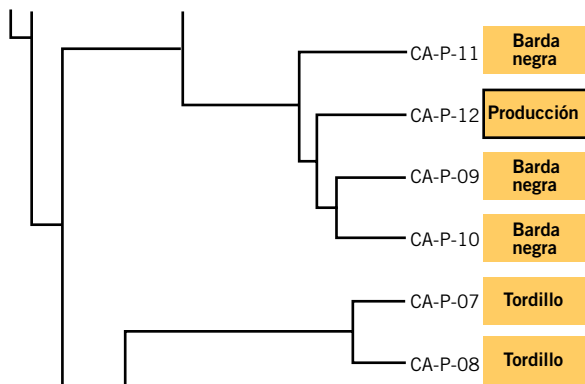 CA-P-11 Barda
negra
CA-P-12 Producción
CA-P-09 Barda
negra
CA-P-10 Barda
negra
CA-P-07 Tordillo
CA-P-08 Tordillo